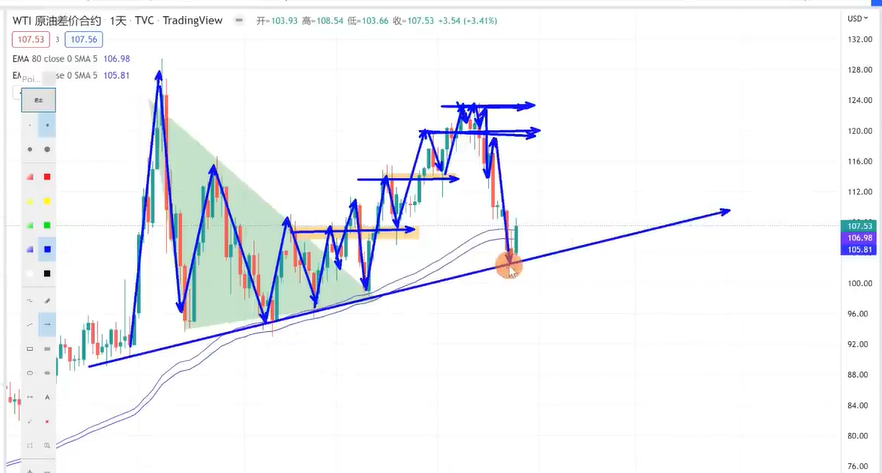 WTI 原油差价合约 · 1天 · TVC · TradingView 开=103.93 高=108.54 低=103.66 收=107.53 +3.54 (+3.41%)
USD
107.53 3 107.56
132.00
EMA 80 close 0 SMA 5 106.98
128.00
close 0 SMA 5 105.81
Poi...
退出
124.00
120.00
116.00
112.00
107.53
106.98
105.81
100.00
96.00
92.00
88.00
84.00
80.00
76.00
A